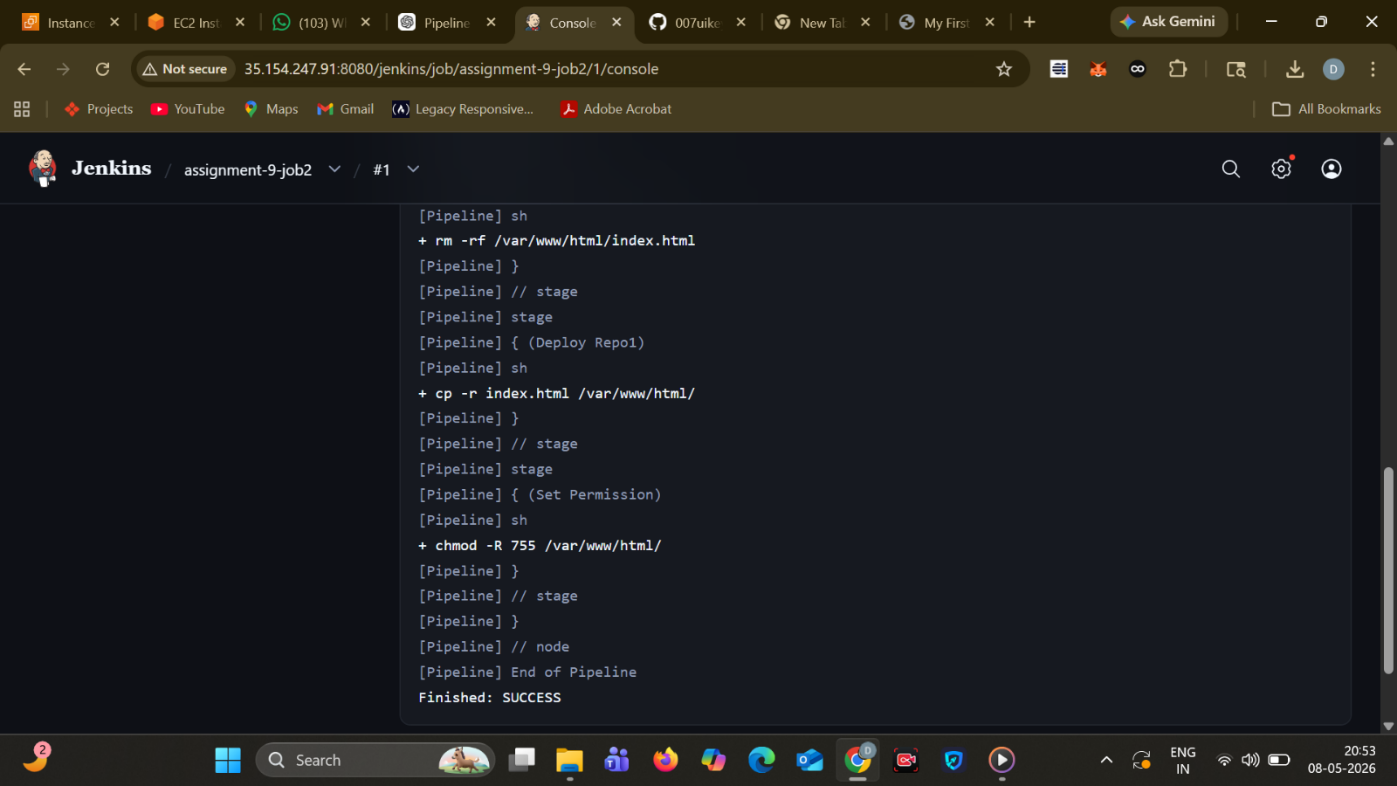 Instance
EC2 Inst
(103) W
Pipeline
Console
007uike
New Tab
My First
Ask Gemini
Not secure
35.154.247.91:8080/jenkins/job/assignment-9-job2/1/console
D
Projects
YouTube
Maps
Gmail
Legacy Responsive...
Adobe Acrobat
All Bookmarks
Jenkins / assignment-9-job2 / #1
[Pipeline] sh
+ rm -rf /var/www/html/index.html
[Pipeline] }
[Pipeline] // stage
[Pipeline] stage
[Pipeline] { (Deploy Repo1)
[Pipeline] sh
+ cp -r index.html /var/www/html/
[Pipeline] }
[Pipeline] // stage
[Pipeline] stage
[Pipeline] { (Set Permission)
[Pipeline] sh
+ chmod -R 755 /var/www/html/
[Pipeline] }
[Pipeline] // stage
[Pipeline] }
[Pipeline] // node
[Pipeline] End of Pipeline
Finished: SUCCESS
2
Search
D
ENG
IN
20:53
08-05-2026